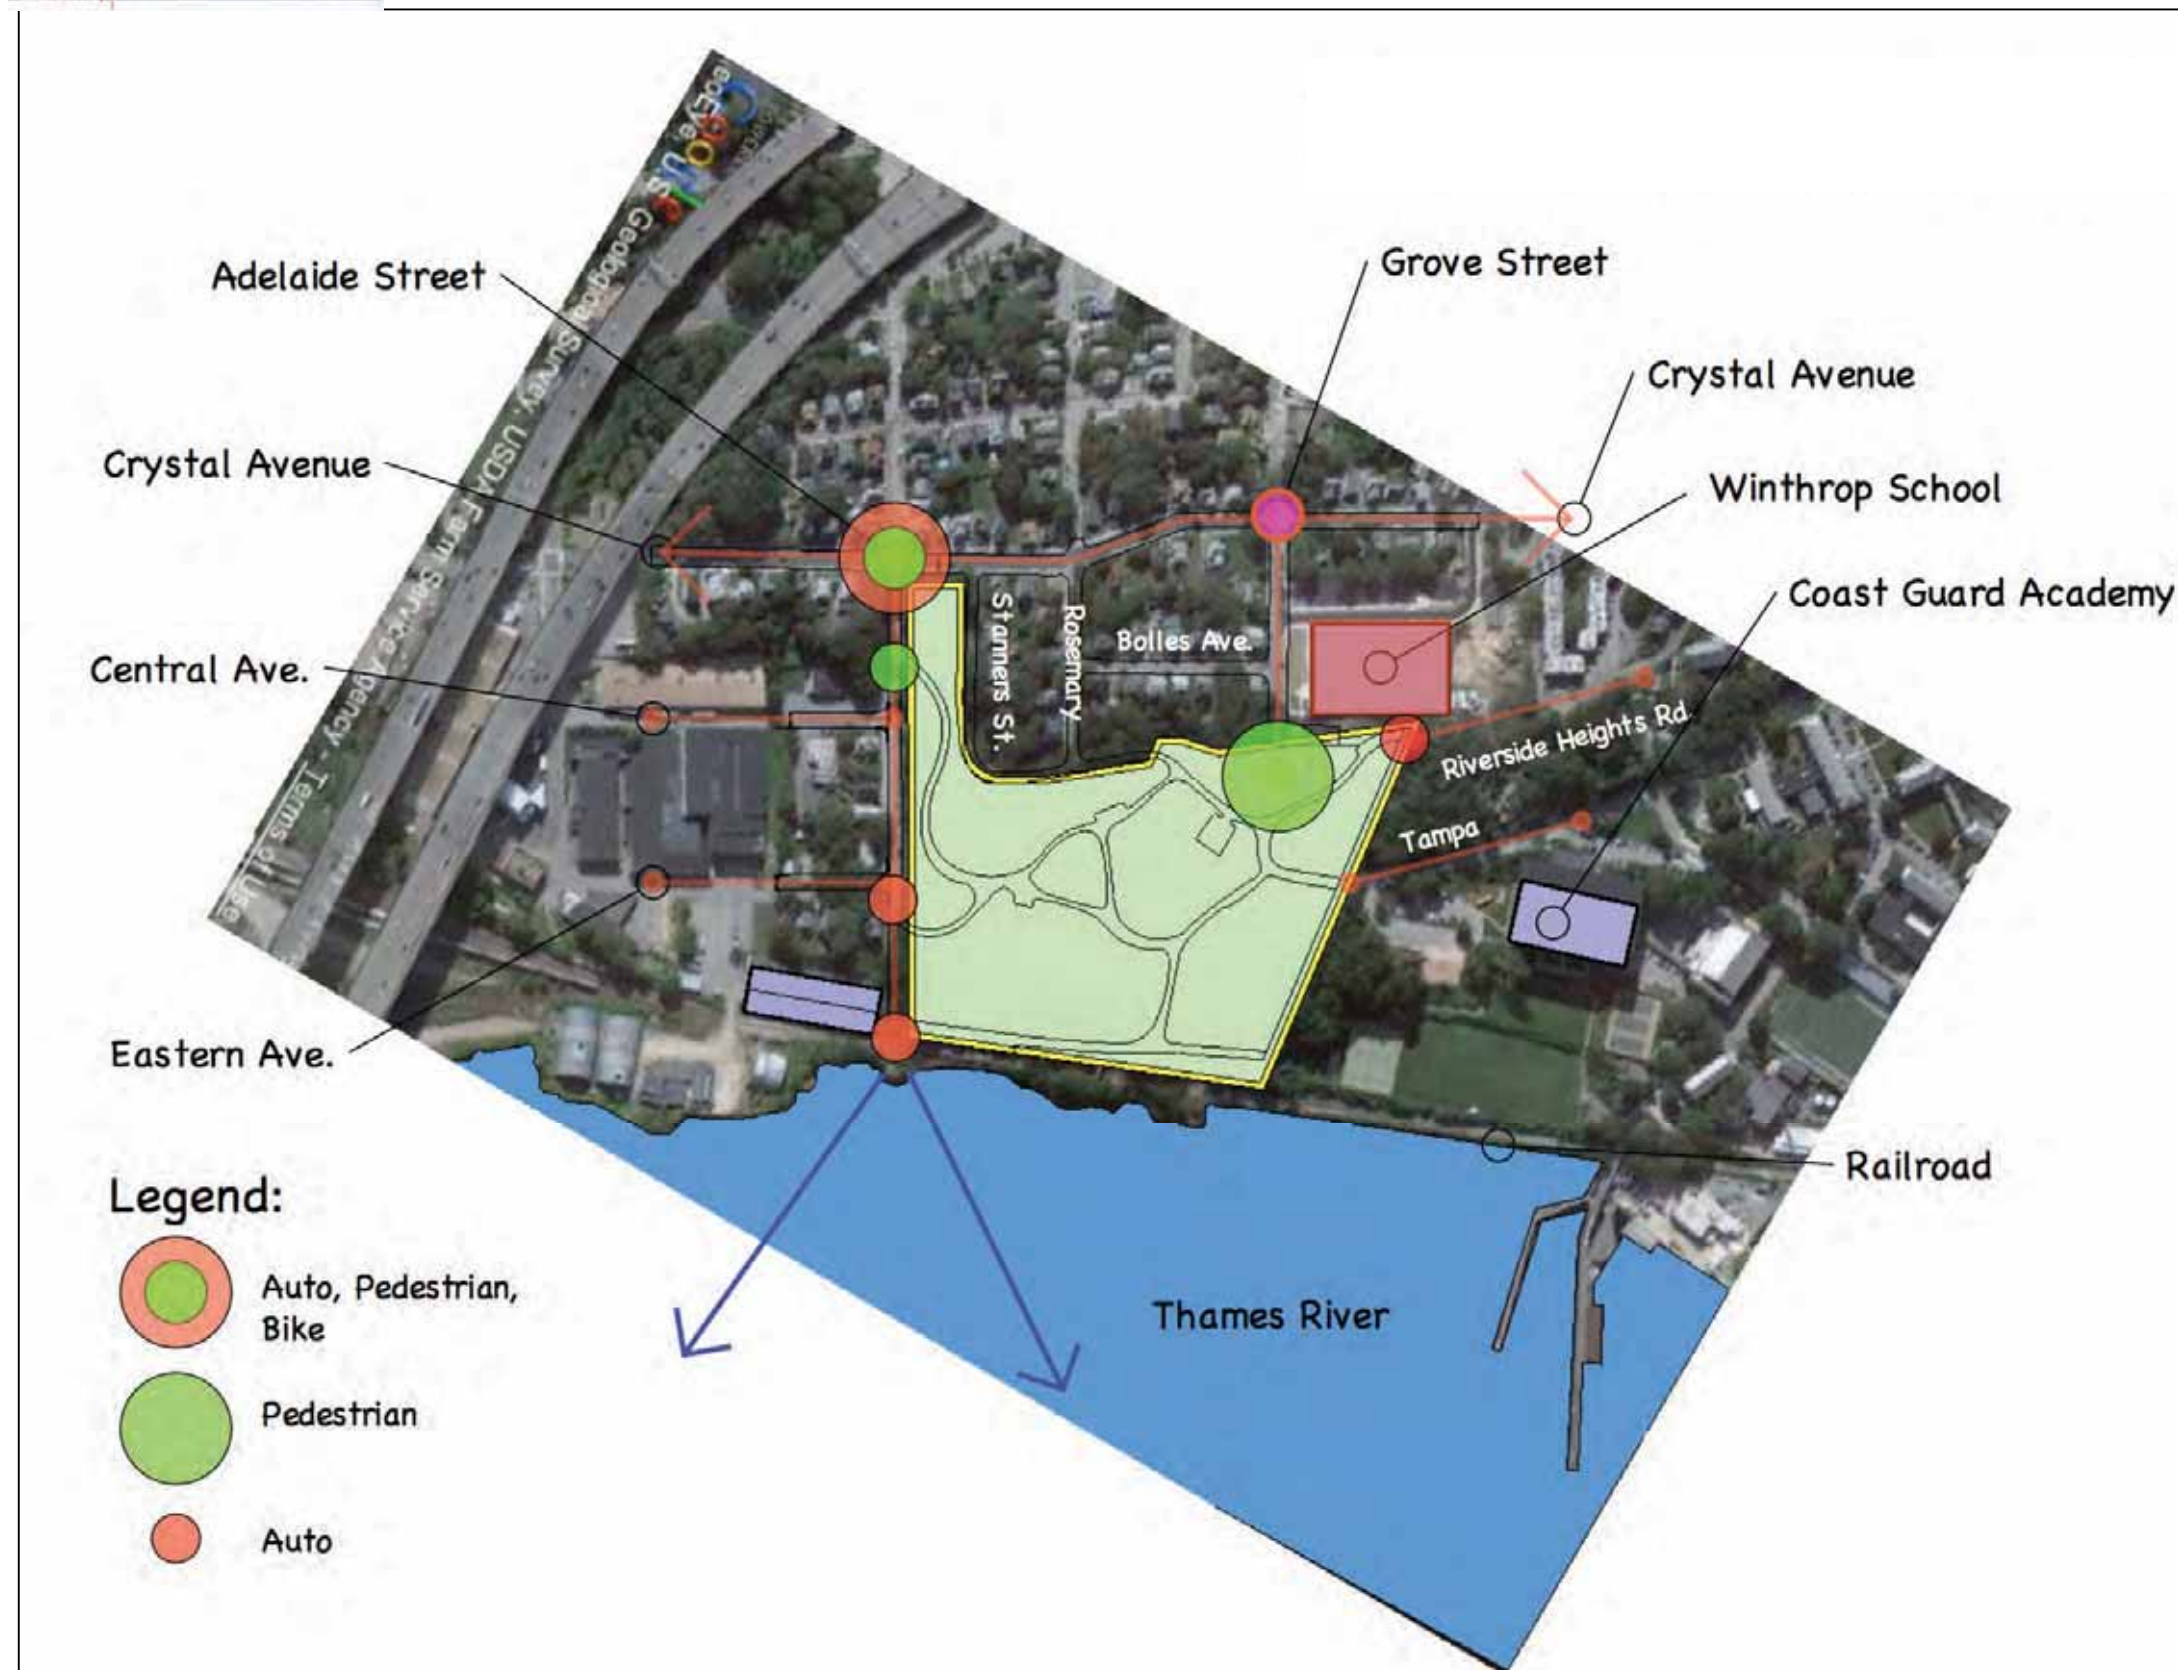 Grove Street
Adelaide Street
Crystal Avenue
Crystal Avenue
Winthrop School
Coast Guard Academy
Stanners St.
Rosemary
Bolles Ave.
Central Ave.
Riverside Heights Rd.
Tampa
Eastern Ave.
Railroad
Thames River
Legend:
Auto, Pedestrian,
Bike
Pedestrian
Auto
Google
eoEye, U.S. Geological Survey, USDA Farm Service Agency - Terms of Use